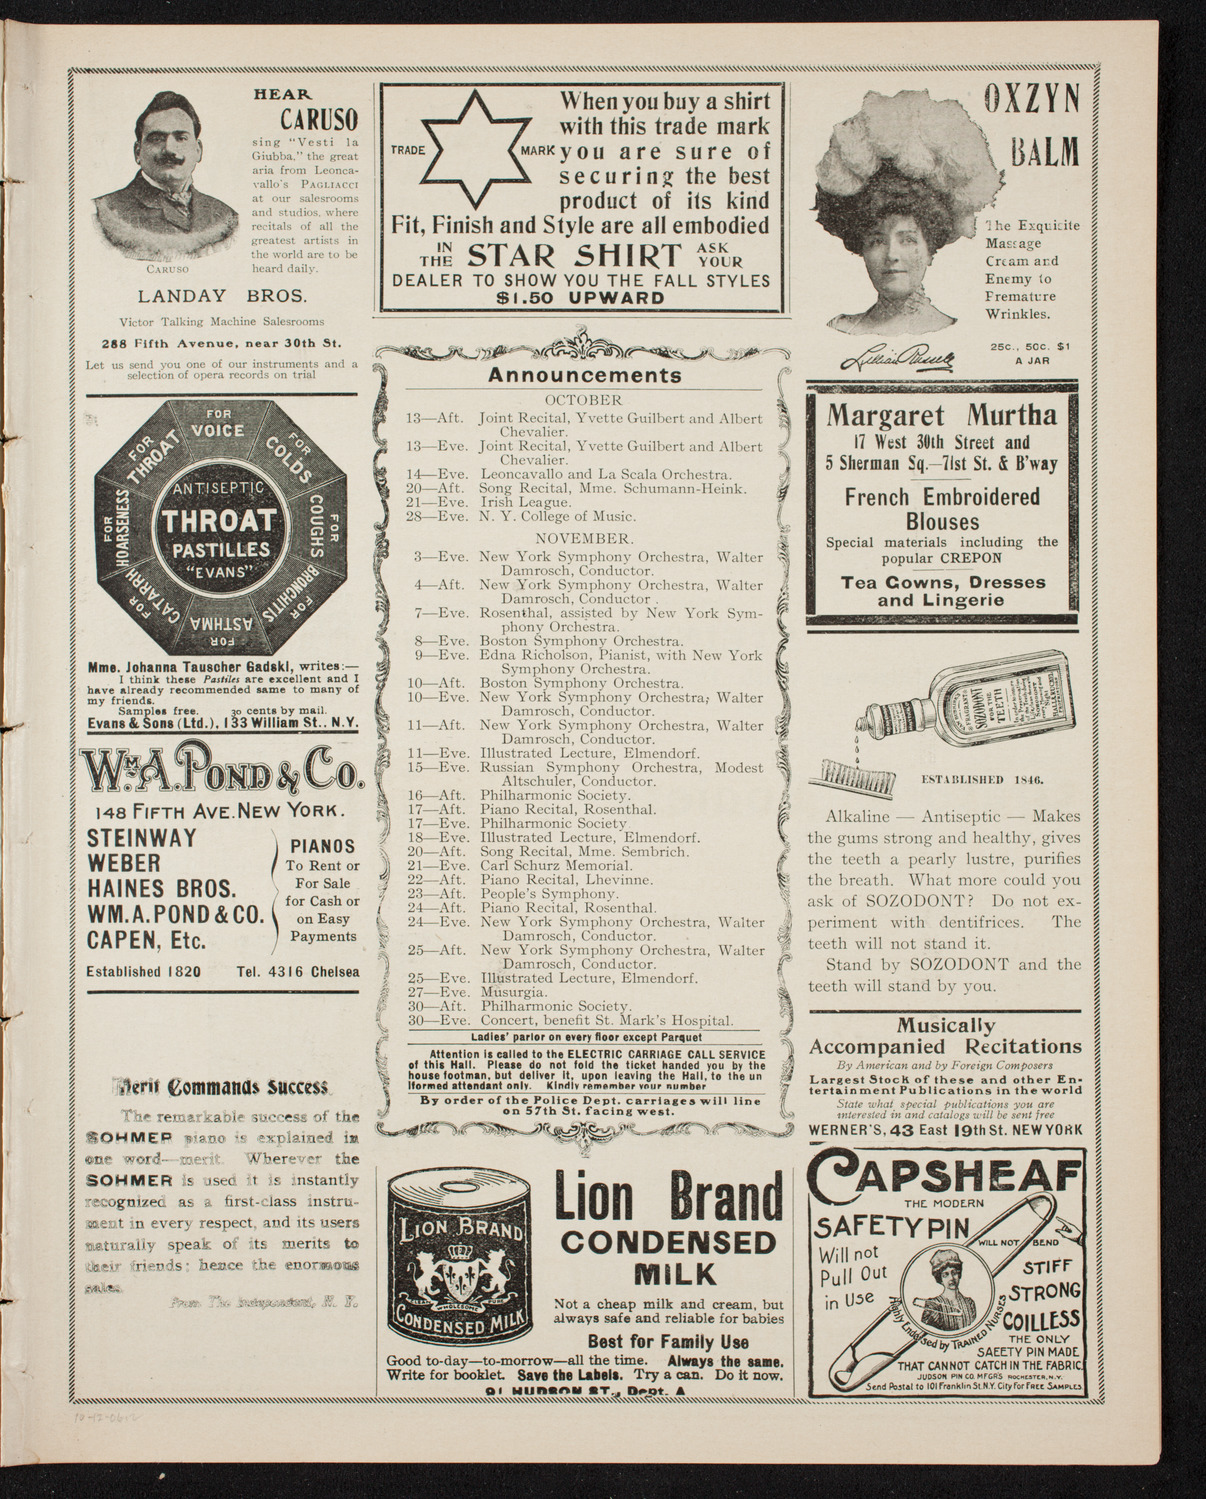 HEAR
CARUSO
sing "Vesti la
Giubba," the great
aria from Leonca-
vallo's PAGLIACCI
at our salesrooms
and studios, where
recitals of all the
greatest artists in
the world are to be
heard daily.
CARUSO
LANDAY BROS.
Victor Talking Machine Salesrooms
288 Fifth Avenue, near 30th St.
Let us send you one of our instruments and a
selection of opera records on trial
FOR VOICE
FOR COLDS
FOR COUGHS
FOR BRONCHITIS
FOR ASTHMA
FOR CATARRH
FOR HOARSENESS
FOR THROAT
ANTISEPTIC
THROAT
PASTILLES
"EVANS"
Mme. Johanna Tauscher Gadski, writes:—
I think these Pastiles are excellent and I
have already recommended same to many of
my friends.
Samples free. 30 cents by mail.
Evans & Sons (Ltd.), 133 William St., N.Y.
WM. A. POND & CO.
148 FIFTH AVE. NEW YORK.
STEINWAY
WEBER
HAINES BROS.
WM. A. POND & CO.
CAPEN, Etc.
PIANOS
To Rent or
For Sale
for Cash or
on Easy
Payments
Established 1820 Tel. 4316 Chelsea
Merit Commands Success
The remarkable success of the
SOHMER piano is explained in
one word—merit. Wherever the
SOHMER is used it is instantly
recognized as a first-class instru-
ment in every respect, and its users
naturally speak of its merits to
their friends; hence the enormous
sales.
From The Independent, N. Y.
TRADE MARK
When you buy a shirt
with this trade mark
you are sure of
securing the best
product of its kind
Fit, Finish and Style are all embodied
IN THE STAR SHIRT ASK YOUR
DEALER TO SHOW YOU THE FALL STYLES
$1.50 UPWARD
Announcements
OCTOBER
13—Aft. Joint Recital, Yvette Guilbert and Albert
Chevalier.
13—Eve. Joint Recital, Yvette Guilbert and Albert
Chevalier.
14—Eve. Leoncavallo and La Scala Orchestra.
20—Aft. Song Recital, Mme. Schumann-Heink.
21—Eve. Irish League.
28—Eve. N. Y. College of Music.
NOVEMBER.
3—Eve. New York Symphony Orchestra, Walter
Damrosch, Conductor.
4—Aft. New York Symphony Orchestra, Walter
Damrosch, Conductor .
7—Eve. Rosenthal, assisted by New York Sym-
phony Orchestra.
8—Eve. Boston Symphony Orchestra.
9—Eve. Edna Richolson, Pianist, with New York
Symphony Orchestra.
10—Aft. Boston Symphony Orchestra.
10—Eve. New York Symphony Orchestra; Walter
Damrosch, Conductor.
11—Aft. New York Symphony Orchestra, Walter
Damrosch, Conductor.
11—Eve. Illustrated Lecture, Elmendorf.
15—Eve. Russian Symphony Orchestra, Modest
Altschuler, Conductor.
16—Aft. Philharmonic Society.
17—Aft. Piano Recital, Rosenthal.
17—Eve. Philharmonic Society
18—Eve. Illustrated Lecture, Elmendorf.
20—Aft. Song Recital, Mme. Sembrich.
21—Eve. Carl Schurz Memorial.
22—Aft. Piano Recital, Lhevinne.
23—Aft. People's Symphony.
24—Aft. Piano Recital, Rosenthal.
24—Eve. New York Symphony Orchestra, Walter
Damrosch, Conductor.
25—Aft. New York Symphony Orchestra, Walter
Damrosch, Conductor.
25—Eve. Illustrated Lecture, Elmendorf.
27—Eve. Musurgia.
30—Aft. Philharmonic Society.
30—Eve. Concert, benefit St. Mark's Hospital.
Ladies' parlor on every floor except Parquet
Attention is called to the ELECTRIC CARRIAGE CALL SERVICE
of this Hall. Please do not fold the ticket handed you by the
house footman, but deliver it, upon leaving the Hall, to the un
iformed attendant only. Kindly remember your number
By order of the Police Dept. carriages will line
on 57th St. facing west.
LION BRAND
CONDENSED MILK
Lion Brand
CONDENSED
MILK
Not a cheap milk and cream, but
always safe and reliable for babies
Best for Family Use
Good to-day—to-morrow—all the time. Always the same.
Write for booklet. Save the Labels. Try a can. Do it now.
91 HUDSON ST., Dept. A
OXZYN
BALM
The Exquisite
Massage
Cream and
Enemy to
Premature
Wrinkles.
Lillian Russell
25c., 50c. $1
A JAR
Margaret Murtha
17 West 30th Street and
5 Sherman Sq.—71st St. & B'way
French Embroidered
Blouses
Special materials including the
popular CREPON
Tea Gowns, Dresses
and Lingerie
SOZODONT
FOR THE
TEETH
ESTABLISHED 1846.
Alkaline — Antiseptic — Makes
the gums strong and healthy, gives
the teeth a pearly lustre, purifies
the breath. What more could you
ask of SOZODONT? Do not ex-
periment with dentifrices. The
teeth will not stand it.
Stand by SOZODONT and the
teeth will stand by you.
Musically
Accompanied Recitations
By American and by Foreign Composers
Largest Stock of these and other En-
tertainment Publications in the world
State what special publications you are
interested in and catalogs will be sent free
WERNER'S, 43 East 19th St. NEW YORK
CAPSHEAF
THE MODERN
SAFETY PIN
WILL NOT BEND
Will not
Pull Out
in Use
STIFF
STRONG
COILLESS
Highly Endorsed by TRAINED NURSES
THE ONLY
SAFETY PIN MADE
THAT CANNOT CATCH IN THE FABRIC.
JUDSON PIN CO. MFGRS ROCHESTER, N.Y.
Send Postal to 101 Franklin St. N.Y. City For FREE SAMPLES